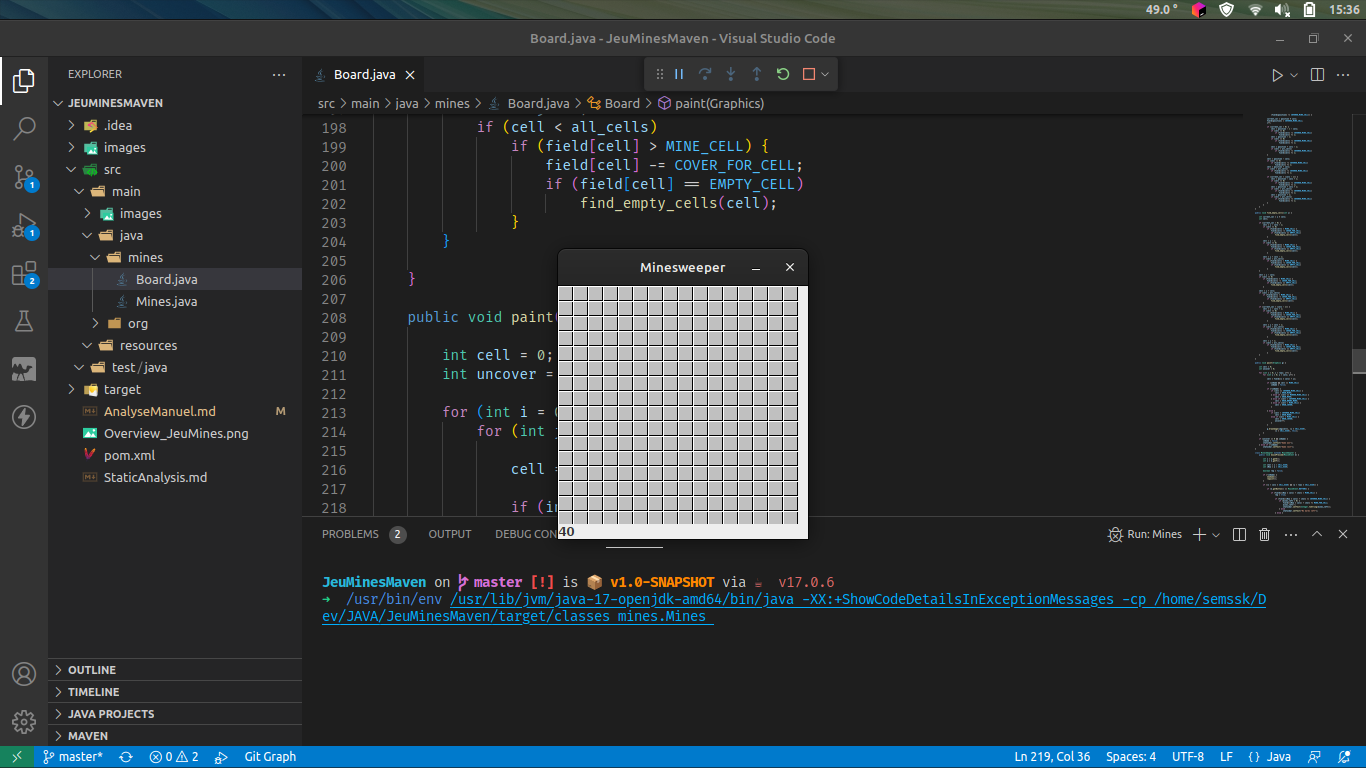 49.0 °
15:36
Board.java - JeuMinesMaven - Visual Studio Code
EXPLORER
JEUMINESMAVEN
.idea
images
src
main
images
java
mines
Board.java
Mines.java
org
resources
test / java
target
AnalyseManuel.md M
Overview_JeuMines.png
pom.xml
StaticAnalysis.md
OUTLINE
TIMELINE
JAVA PROJECTS
MAVEN
1
1
2
Board.java
src > main > java > mines > Board.java > Board > paint(Graphics)
198 if (cell < all_cells)
199 if (field[cell] > MINE_CELL) {
200 field[cell] -= COVER_FOR_CELL;
201 if (field[cell] == EMPTY_CELL)
202 find_empty_cells(cell);
203 }
204 }
205
206 }
207
208 public void paint(
209
210 int cell = 0;
211 int uncover =
212
213 for (int i = 0
214 for (int
215
216 cell =
217
218 if (in
Minesweeper
40
PROBLEMS 2 OUTPUT DEBUG CON
Run: Mines
JeuMinesMaven on master [!] is 📦 v1.0-SNAPSHOT via ☕ v17.0.6
➜ /usr/bin/env /usr/lib/jvm/java-17-openjdk-amd64/bin/java -XX:+ShowCodeDetailsInExceptionMessages -cp /home/semssk/D
ev/JAVA/JeuMinesMaven/target/classes mines.Mines
master* 0 2 Git Graph
Ln 219, Col 36 Spaces: 4 UTF-8 LF { } Java